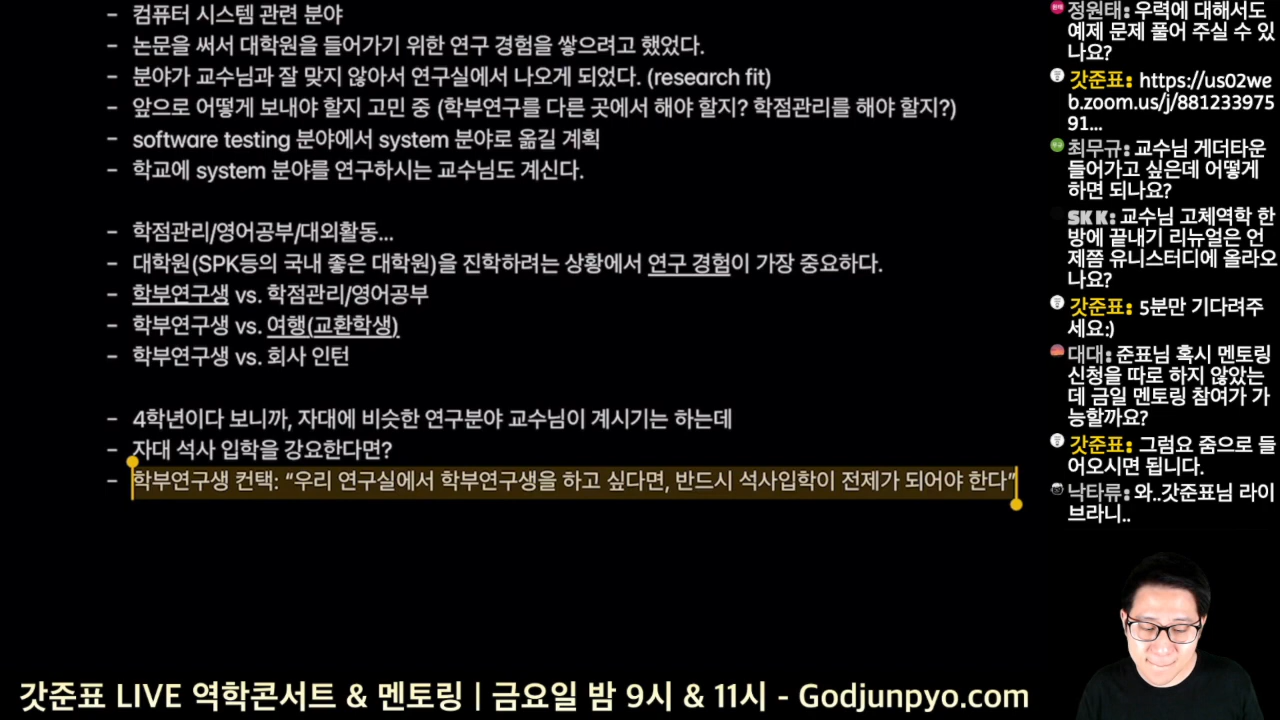 - 컴퓨터 시스템 관련 분야
- 논문을 써서 대학원을 들어가기 위한 연구 경험을 쌓으려고 했었다.
- 분야가 교수님과 잘 맞지 않아서 연구실에서 나오게 되었다. (research fit)
- 앞으로 어떻게 보내야 할지 고민 중 (학부연구를 다른 곳에서 해야 할지? 학점관리를 해야 할지?)
- software testing 분야에서 system 분야로 옮길 계획
- 학교에 system 분야를 연구하시는 교수님도 계신다.
- 학점관리/영어공부/대외활동...
- 대학원(SPK등의 국내 좋은 대학원)을 진학하려는 상황에서 연구 경험이 가장 중요하다.
- 학부연구생 vs. 학점관리/영어공부
- 학부연구생 vs. 여행(교환학생)
- 학부연구생 vs. 회사 인턴
- 4학년이다 보니까, 자대에 비슷한 연구분야 교수님이 계시기는 하는데
- 자대 석사 입학을 강요한다면?
- 학부연구생 컨택: “우리 연구실에서 학부연구생을 하고 싶다면, 반드시 석사입학이 전제가 되어야 한다”
정원태: 우력에 대해서도
예제 문제 풀어 주실 수 있
나요?
갓준표: https://us02we
b.zoom.us/j/881233975
91...
최무규: 교수님 게더타운
들어가고 싶은데 어떻게
하면 되나요?
SK K: 교수님 고체역학 한
방에 끝내기 리뉴얼은 언
제쯤 유니스터디에 올라오
나요?
갓준표: 5분만 기다려주
세요:)
대대: 준표님 혹시 멘토링
신청을 따로 하지 않았는
데 금일 멘토링 참여가 가
능할까요?
갓준표: 그럼요 줌으로 들
어오시면 됩니다.
낙타류: 와..갓준표님 라이
브라니..
갓준표 LIVE 역학콘서트 & 멘토링 | 금요일 밤 9시 & 11시 - Godjunpyo.com